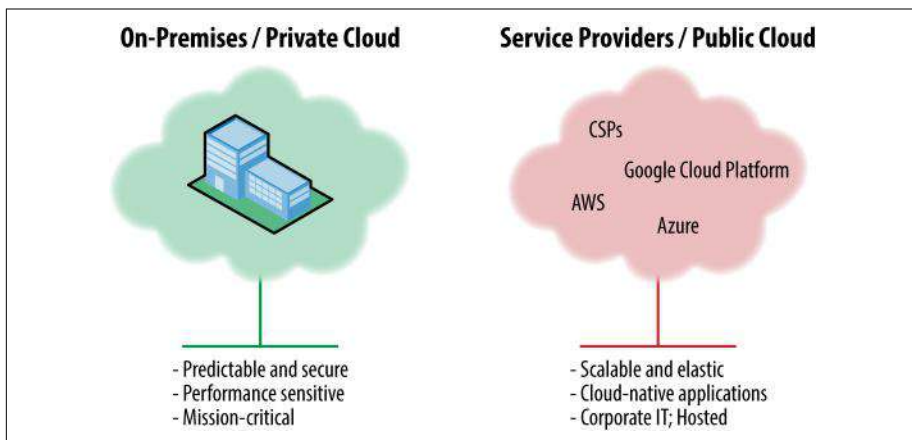 On-Premises / Private Cloud
Service Providers / Public Cloud
CSPs
Google Cloud Platform
AWS
Azure
- Predictable and secure
- Performance sensitive
- Mission-critical
- Scalable and elastic
- Cloud-native applications
- Corporate IT; Hosted